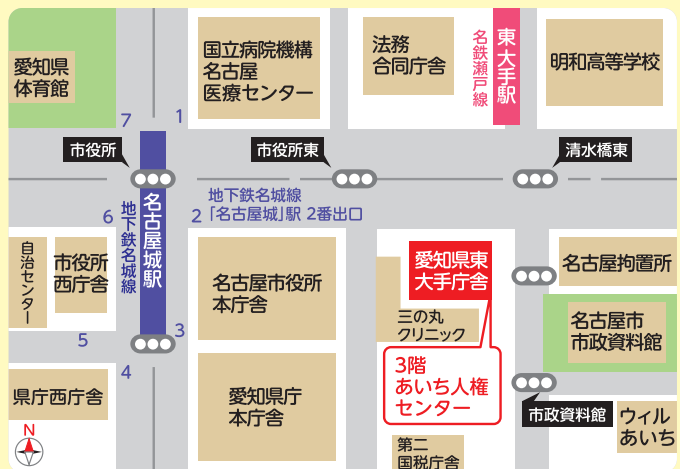 愛知県
体育館
7
1
国立病院機構
名古屋
医療センター
法務
合同庁舎
名鉄瀬戸線
東大手駅
明和高等学校
市役所
市役所東
清水橋東
6
地下鉄名城線
名古屋城駅
2
地下鉄名城線
「名古屋城」駅 2番出口
自治センター
市役所
西庁舎
名古屋市役所
本庁舎
愛知県東
大手庁舎
三の丸
クリニック
名古屋拘置所
名古屋市
市政資料館
5
3
4
3階
あいち人権
センター
県庁西庁舎
愛知県庁
本庁舎
市政資料館
ウィル
あいち
第二
国税庁舎
N